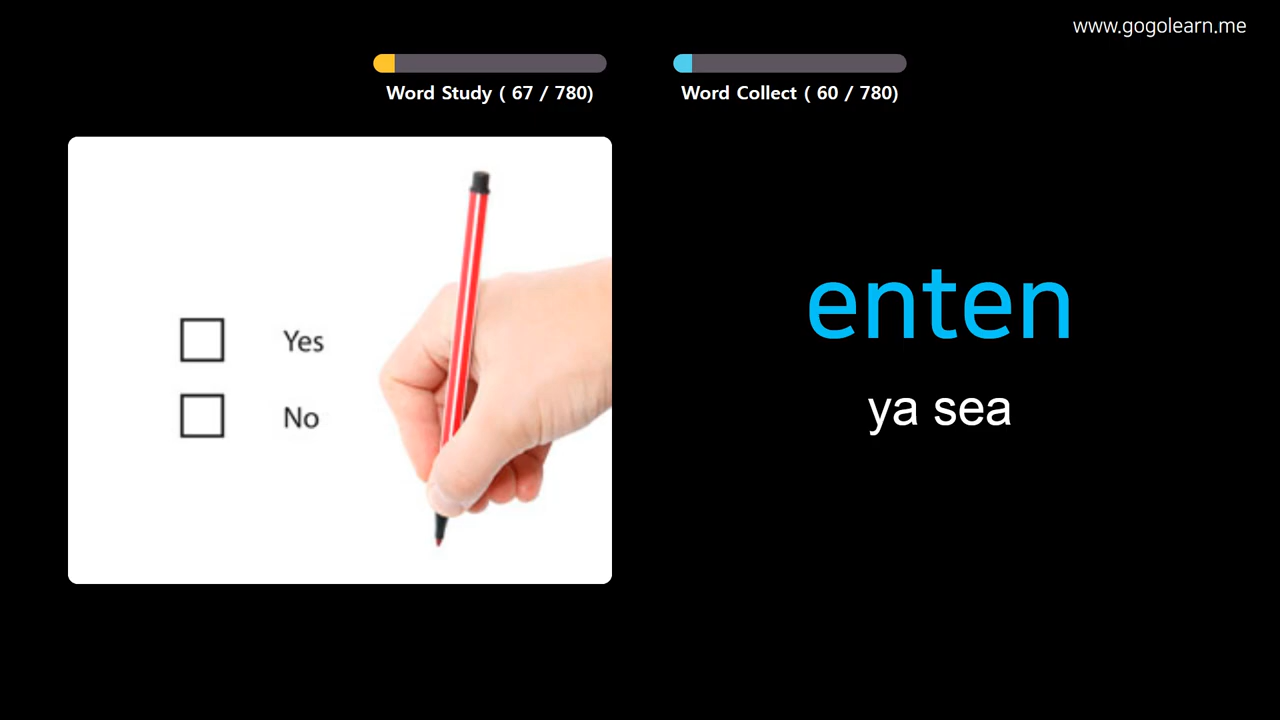 www.gogolearn.me
Word Study ( 67 / 780)
Word Collect ( 60 / 780)
Yes
No
enten
ya sea